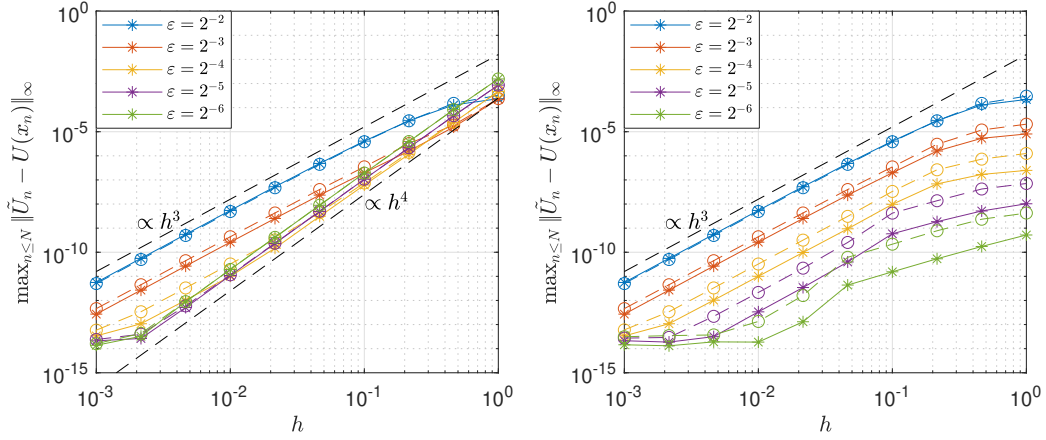 10^0
10^{-5}
10^{-10}
10^{-15}
max_{n≤N} ‖Ũ_n − U(x_n)‖_∞
ε = 2^{-2}
ε = 2^{-3}
ε = 2^{-4}
ε = 2^{-5}
ε = 2^{-6}
∝ h^3
∝ h^4
10^{-3}
10^{-2}
10^{-1}
10^0
h
10^0
10^{-5}
10^{-10}
10^{-15}
max_{n≤N} ‖Ũ_n − U(x_n)‖_∞
ε = 2^{-2}
ε = 2^{-3}
ε = 2^{-4}
ε = 2^{-5}
ε = 2^{-6}
∝ h^3
10^{-3}
10^{-2}
10^{-1}
10^0
h